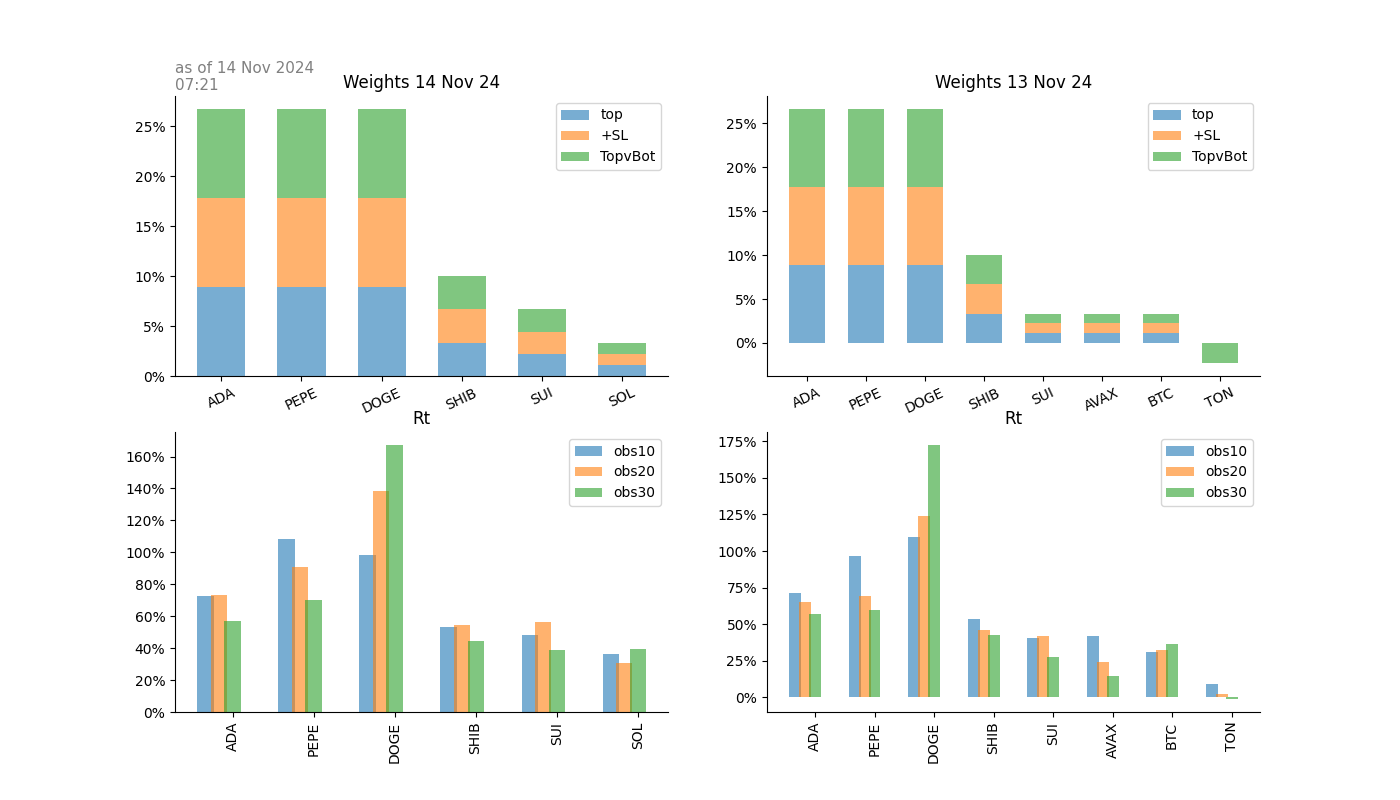 as of 14 Nov 2024
07:21
Weights 14 Nov 24
25%
20%
15%
10%
5%
0%
top
+SL
TopvBot
ADA
PEPE
DOGE
SHIB
SUI
SOL
Weights 13 Nov 24
25%
20%
15%
10%
5%
0%
top
+SL
TopvBot
ADA
PEPE
DOGE
SHIB
SUI
AVAX
BTC
TON
Rt
160%
140%
120%
100%
80%
60%
40%
20%
0%
obs10
obs20
obs30
ADA
PEPE
DOGE
SHIB
SUI
SOL
Rt
175%
150%
125%
100%
75%
50%
25%
0%
obs10
obs20
obs30
ADA
PEPE
DOGE
SHIB
SUI
AVAX
BTC
TON